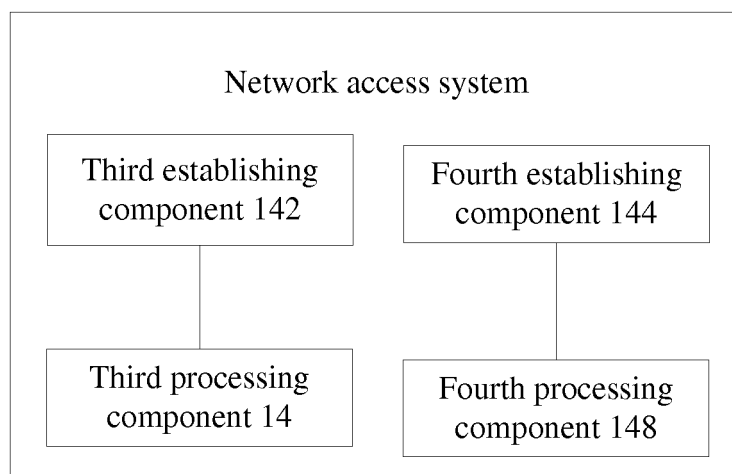 Network access system
Third establishing
component 142
Fourth establishing
component 144
Third processing
component 14
Fourth processing
component 148